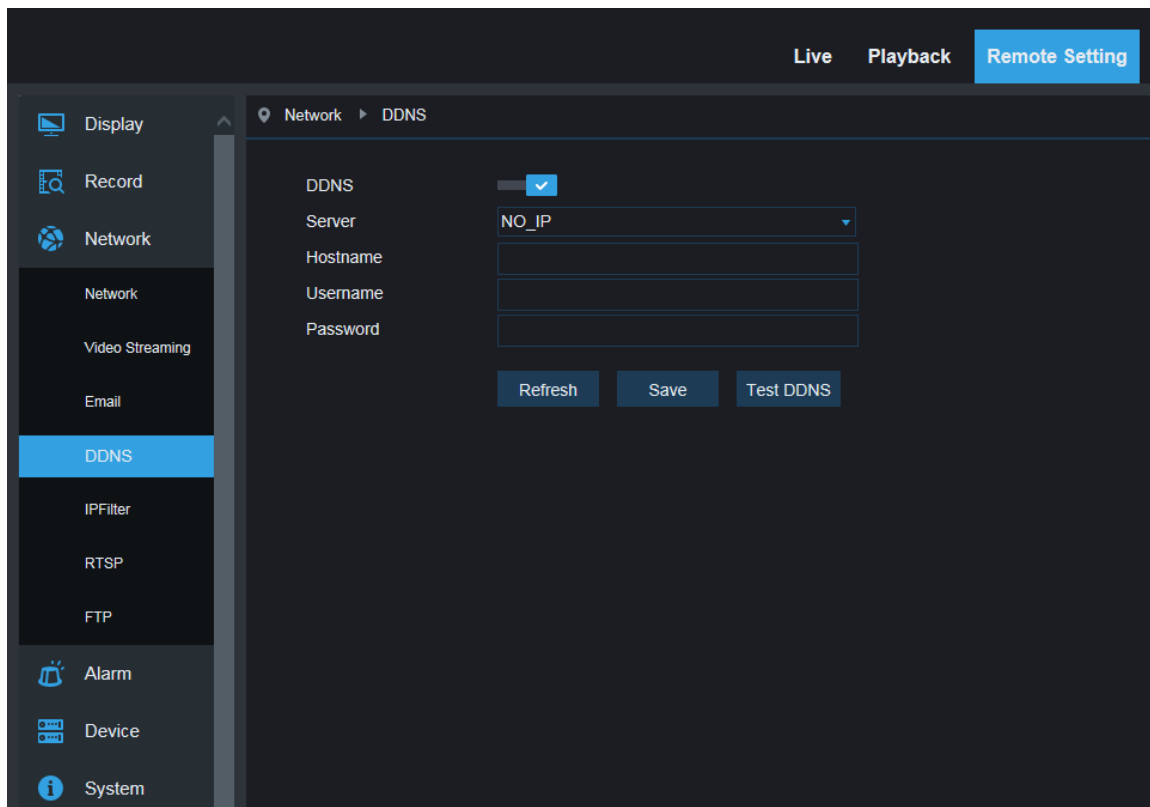 Live Playback Remote Setting
Display
Record
Network
Network
Video Streaming
Email
DDNS
IPFilter
RTSP
FTP
Alarm
Device
System
Network DDNS
DDNS
Server NO_IP
Hostname
Username
Password
Refresh Save Test DDNS